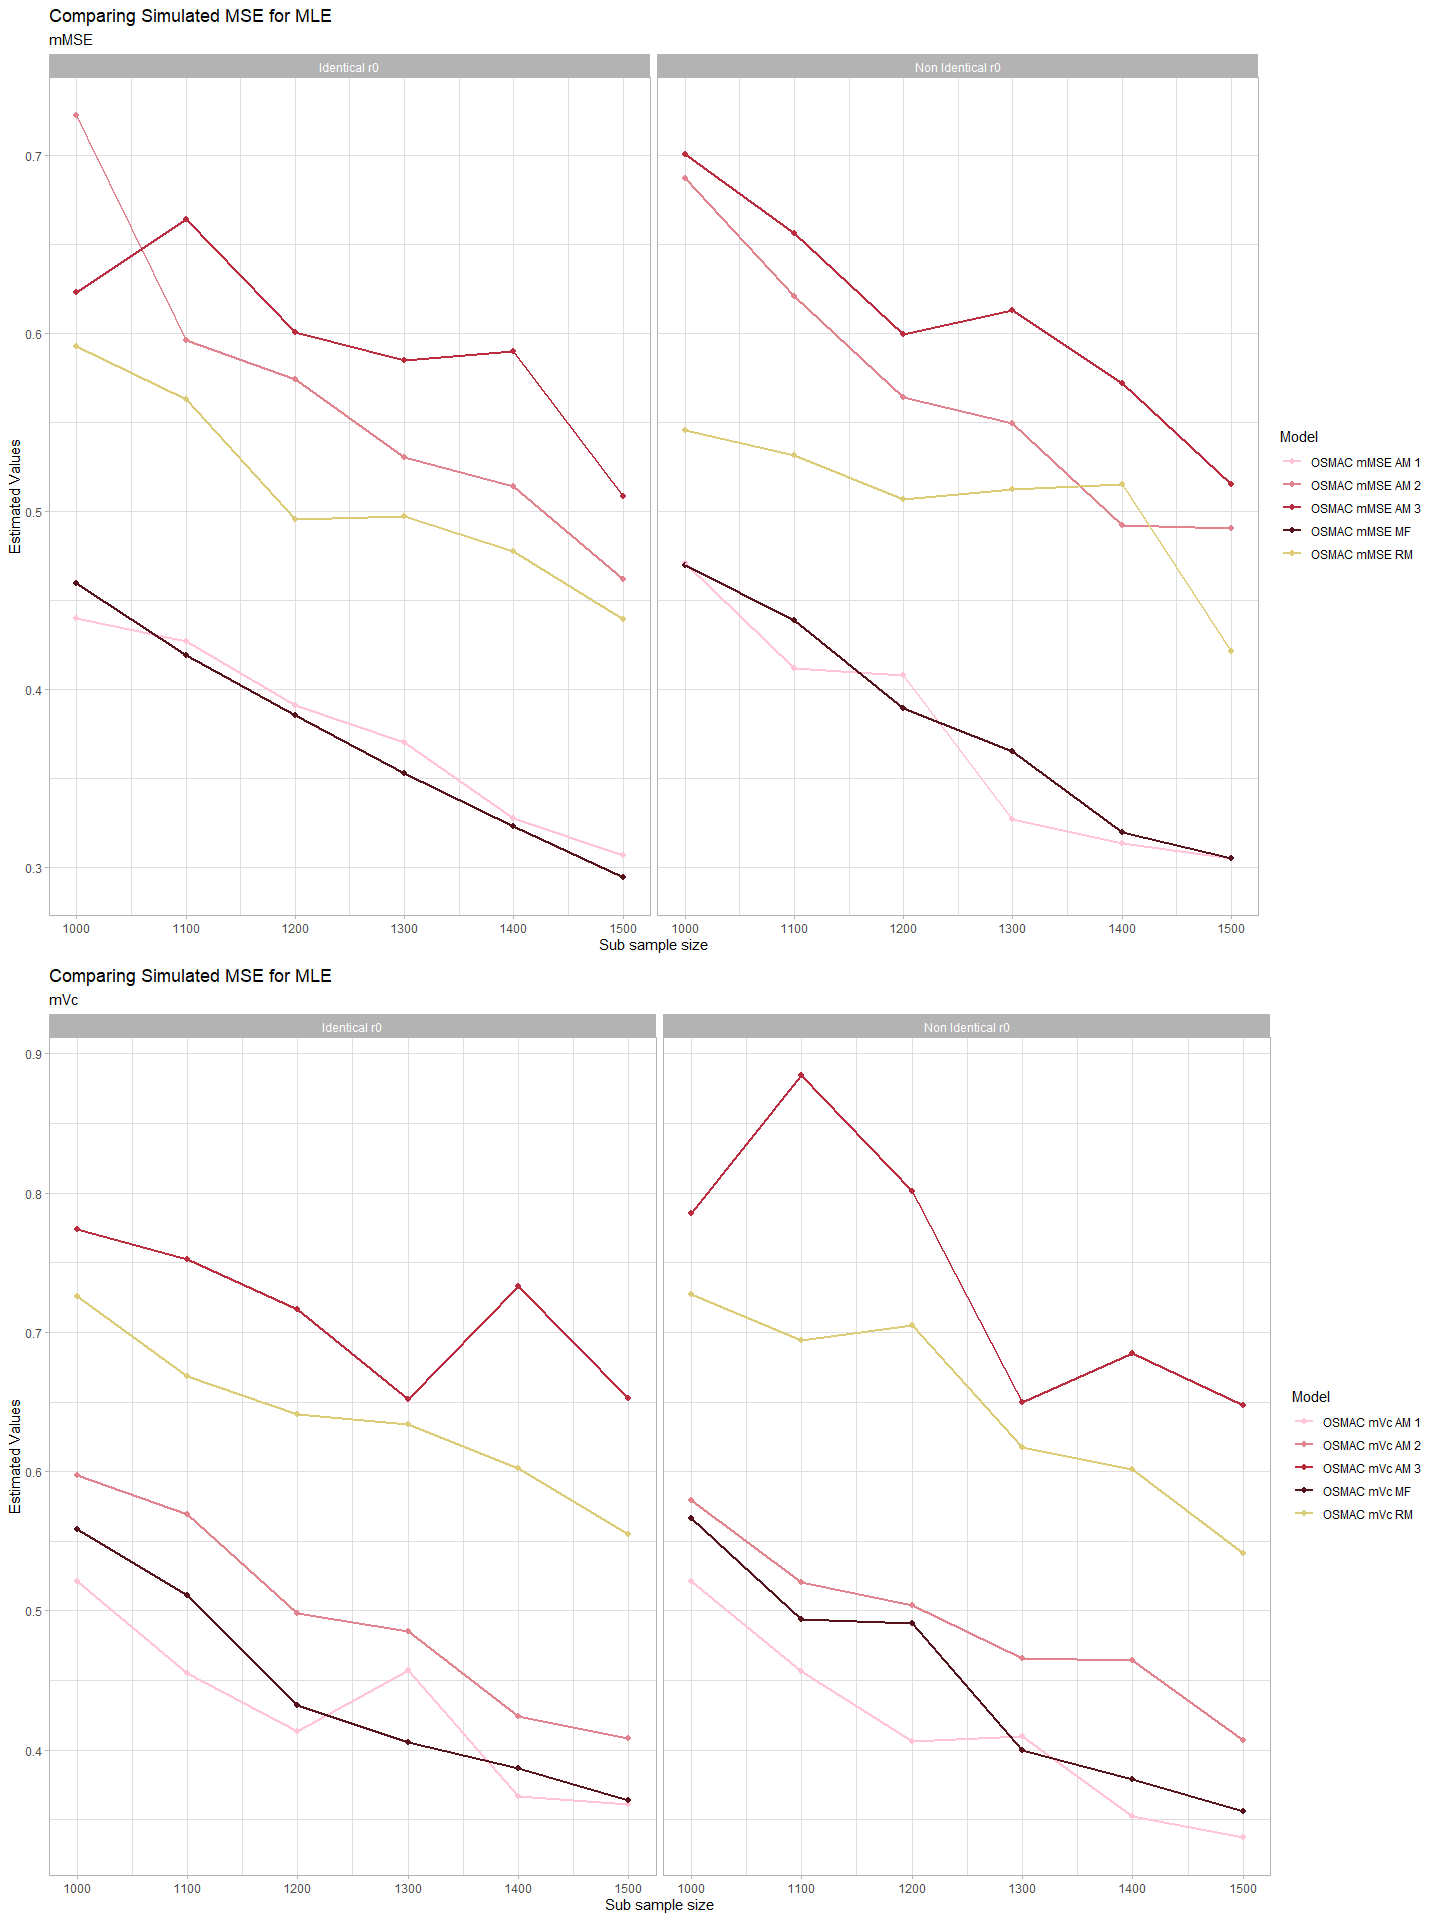 Comparing Simulated MSE for MLE
mMSE
Identical r0
Non Identical r0
0.7
0.6
0.5
0.4
0.3
Estimated Values
1000 1100 1200 1300 1400 1500
1000 1100 1200 1300 1400 1500
Sub sample size
Model
OSMAC mMSE AM 1
OSMAC mMSE AM 2
OSMAC mMSE AM 3
OSMAC mMSE MF
OSMAC mMSE RM
Comparing Simulated MSE for MLE
mVc
Identical r0
Non Identical r0
0.9
0.8
0.7
0.6
0.5
0.4
Estimated Values
1000 1100 1200 1300 1400 1500
1000 1100 1200 1300 1400 1500
Sub sample size
Model
OSMAC mVc AM 1
OSMAC mVc AM 2
OSMAC mVc AM 3
OSMAC mVc MF
OSMAC mVc RM